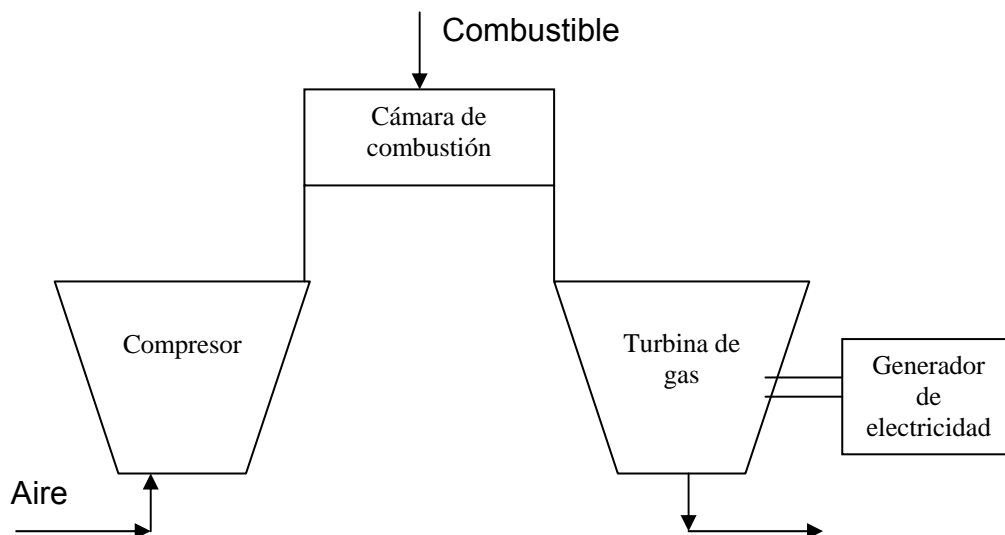 Combustible
Cámara de
combustión
Compresor
Turbina de
gas
Generador
de
electricidad
Aire